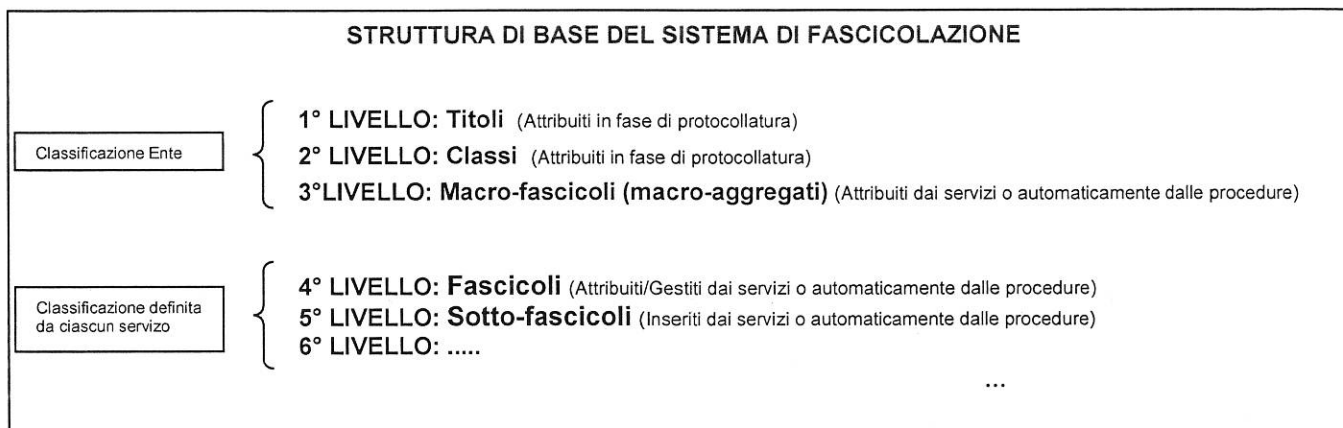 STRUTTURA DI BASE DEL SISTEMA DI FASCICOLAZIONE
Classificazione Ente
1° LIVELLO: Titoli (Attribuiti in fase di protocollatura)
2° LIVELLO: Classi (Attribuiti in fase di protocollatura)
3°LIVELLO: Macro-fascicoli (macro-aggregati) (Attribuiti dai servizi o automaticamente dalle procedure)
Classificazione definita
da ciascun servizo
4° LIVELLO: Fascicoli (Attribuiti/Gestiti dai servizi o automaticamente dalle procedure)
5° LIVELLO: Sotto-fascicoli (Inseriti dai servizi o automaticamente dalle procedure)
6° LIVELLO: .....
...